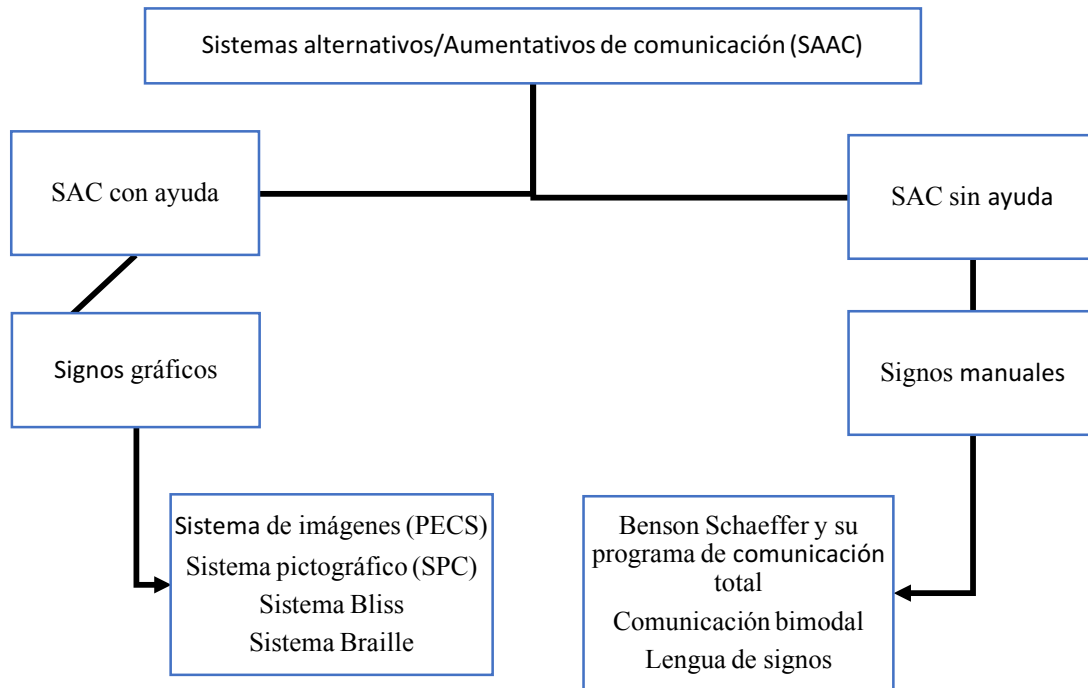 Sistemas alternativos/Aumentativos de comunicación (SAAC)
SAC con ayuda
SAC sin ayuda
Signos gráficos
Signos manuales
Sistema de imágenes (PECS)
Sistema pictográfico (SPC)
Sistema Bliss
Sistema Braille
Benson Schaeffer y su
programa de comunicación
total
Comunicación bimodal
Lengua de signos